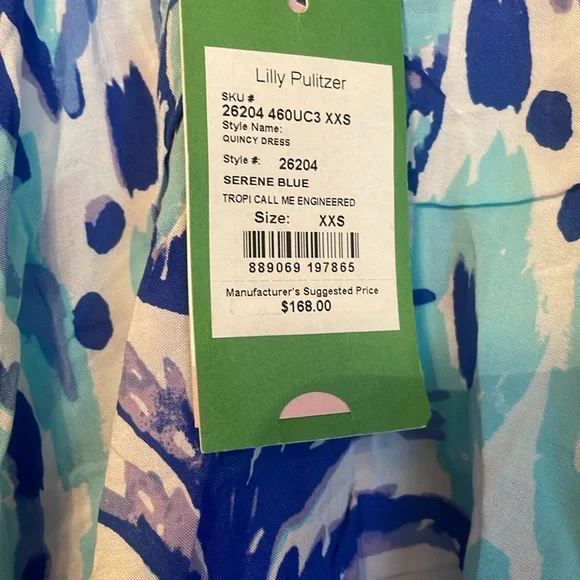 Lilly Pulitzer
SKU #
26204 460UC3 XXS
Style Name:
QUINCY DRESS
Style #: 26204
SERENE BLUE
TROPI CALL ME ENGINEERED
Size: XXS
889069 197865
Manufacturer's Suggested Price
$168.00